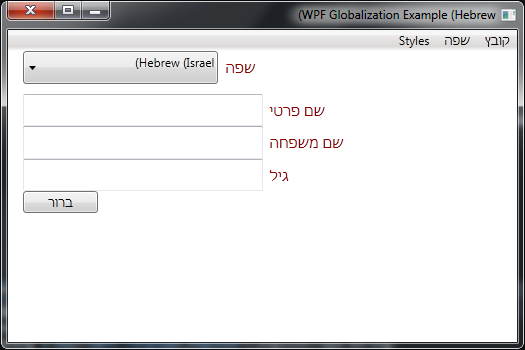 (WPF Globalization Example (Hebrew
קובץ שפה Styles
שפה (Hebrew (Israel
שם פרטי
שם משפחה
גיל
ברור